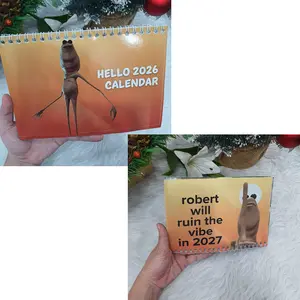 HELLO 2026
CALENDAR
robert
will
ruin the
vibe
in 2027